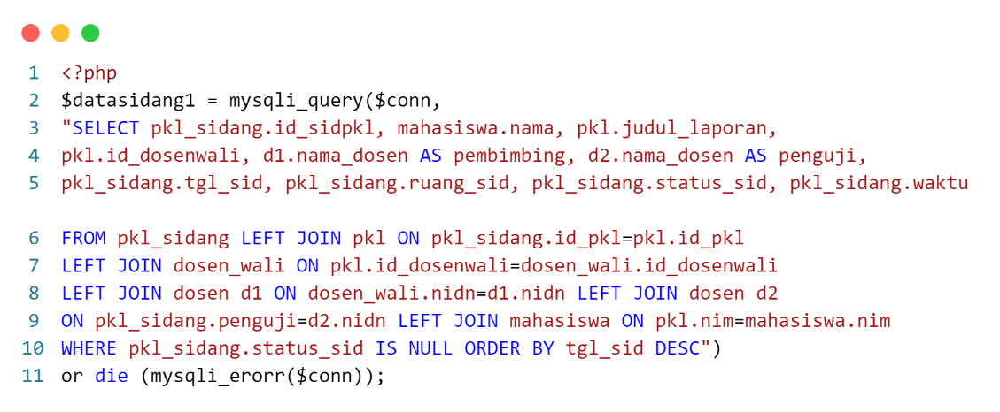 1 <?php
2 $datasidang1 = mysqli_query($conn,
3 "SELECT pkl_sidang.id_sidpkl, mahasiswa.nama, pkl.judul_laporan,
4 pkl.id_dosenwali, d1.nama_dosen AS pembimbing, d2.nama_dosen AS penguji,
5 pkl_sidang.tgl_sid, pkl_sidang.ruang_sid, pkl_sidang.status_sid, pkl_sidang.waktu
6 FROM pkl_sidang LEFT JOIN pkl ON pkl_sidang.id_pkl=pkl.id_pkl
7 LEFT JOIN dosen_wali ON pkl.id_dosenwali=dosen_wali.id_dosenwali
8 LEFT JOIN dosen d1 ON dosen_wali.nidn=d1.nidn LEFT JOIN dosen d2
9 ON pkl_sidang.penguji=d2.nidn LEFT JOIN mahasiswa ON pkl.nim=mahasiswa.nim
10 WHERE pkl_sidang.status_sid IS NULL ORDER BY tgl_sid DESC")
11 or die (mysqli_erorr($conn));